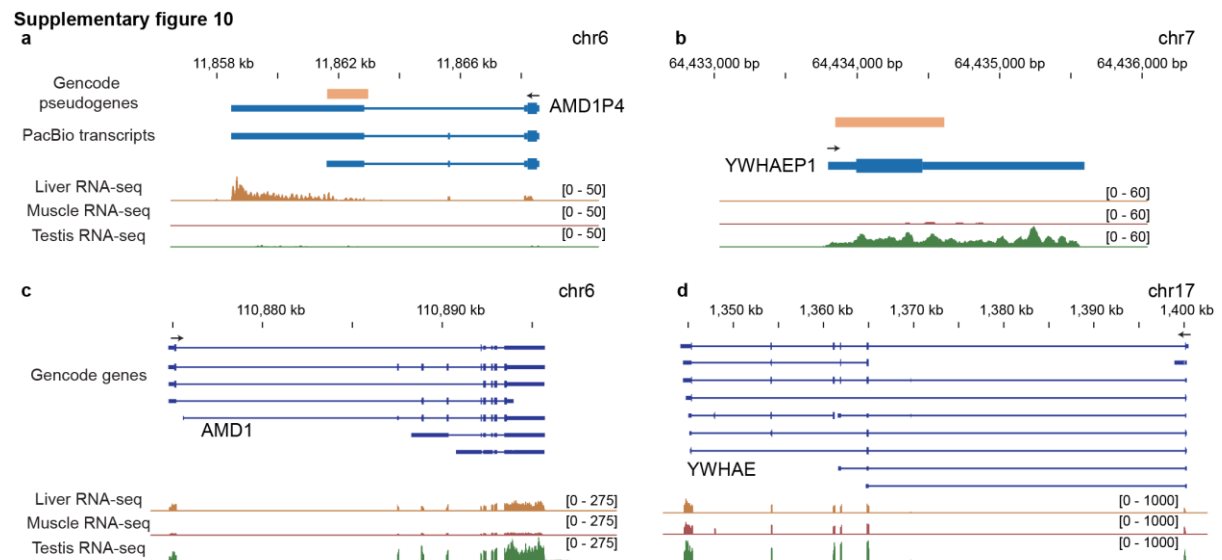 Supplementary figure 10
a
chr6
11,858 kb 11,862 kb 11,866 kb
Gencode
pseudogenes
AMD1P4
PacBio transcripts
Liver RNA-seq [0 - 50]
Muscle RNA-seq [0 - 50]
Testis RNA-seq [0 - 50]
b
chr7
64,433,000 bp 64,434,000 bp 64,435,000 bp 64,436,000 bp
YWHAEP1
[0 - 60]
[0 - 60]
[0 - 60]
c
chr6
110,880 kb 110,890 kb
Gencode genes
AMD1
Liver RNA-seq [0 - 275]
Muscle RNA-seq [0 - 275]
Testis RNA-seq [0 - 275]
d
chr17
1,350 kb 1,360 kb 1,370 kb 1,380 kb 1,390 kb 1,400 kb
YWHAE
[0 - 1000]
[0 - 1000]
[0 - 1000]